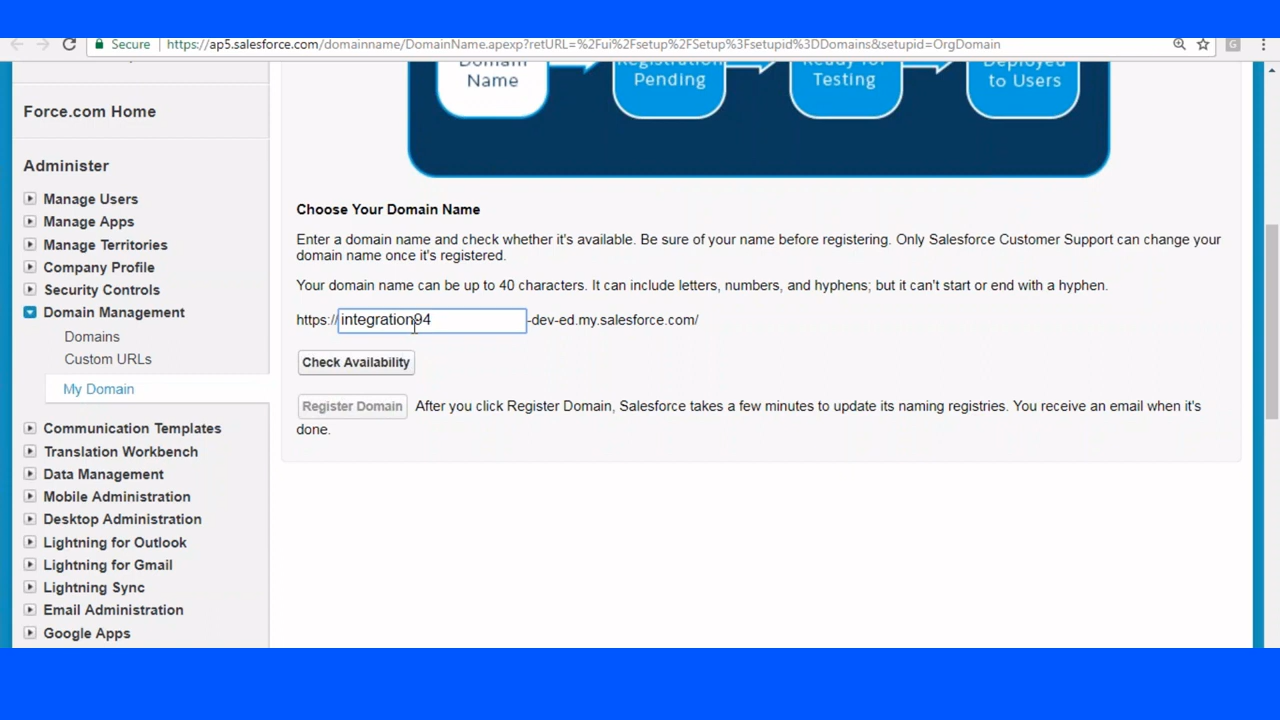 Secure
https://ap5.salesforce.com/domainname/DomainName.apexp?retURL=%2Fui%2Fsetup%2FSetup%3Fsetupid%3DDomains&setupid=OrgDomain
Domain Registration Ready for Deployed
Name Pending Testing to Users
Force.com Home
Administer
Manage Users
Manage Apps
Manage Territories
Company Profile
Security Controls
Domain Management
Domains
Custom URLs
My Domain
Communication Templates
Translation Workbench
Data Management
Mobile Administration
Desktop Administration
Lightning for Outlook
Lightning for Gmail
Lightning Sync
Email Administration
Google Apps
Choose Your Domain Name
Enter a domain name and check whether it's available. Be sure of your name before registering. Only Salesforce Customer Support can change your
domain name once it's registered.
Your domain name can be up to 40 characters. It can include letters, numbers, and hyphens; but it can't start or end with a hyphen.
https://integration94-dev-ed.my.salesforce.com/
Check Availability
Register Domain After you click Register Domain, Salesforce takes a few minutes to update its naming registries. You receive an email when it's
done.